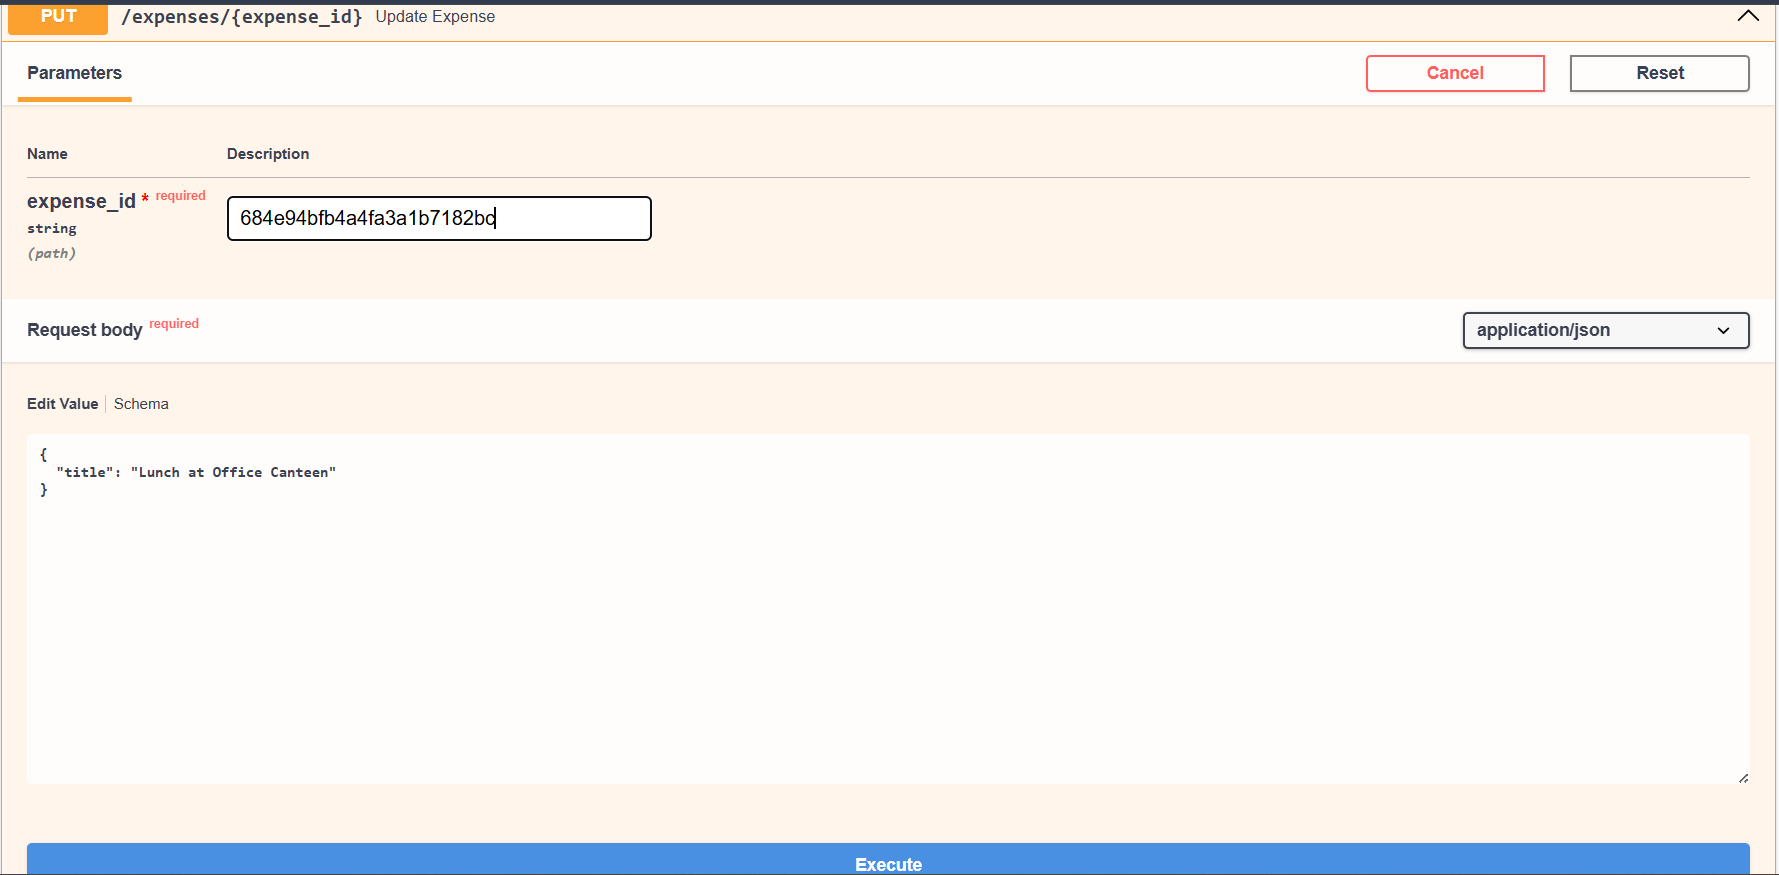 PUT /expenses/{expense_id} Update Expense
Parameters Cancel Reset
Name Description
expense_id * required
684e94bfb4a4fa3a1b7182bc
string
(path)
Request body required application/json
Edit Value Schema
{
"title": "Lunch at Office Canteen"
}
Execute